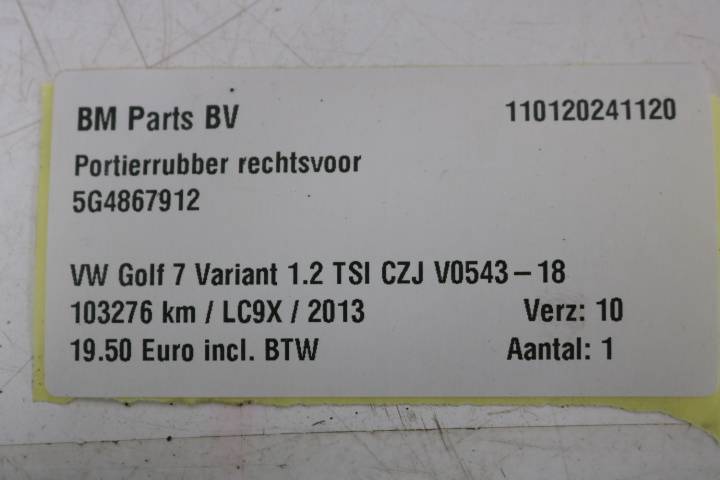 BM Parts BV 110120241120
Portierrubber rechtsvoor
5G4867912
VW Golf 7 Variant 1.2 TSI CZJ V0543-18
103276 km / LC9X / 2013 Verz: 10
19.50 Euro incl. BTW Aantal: 1